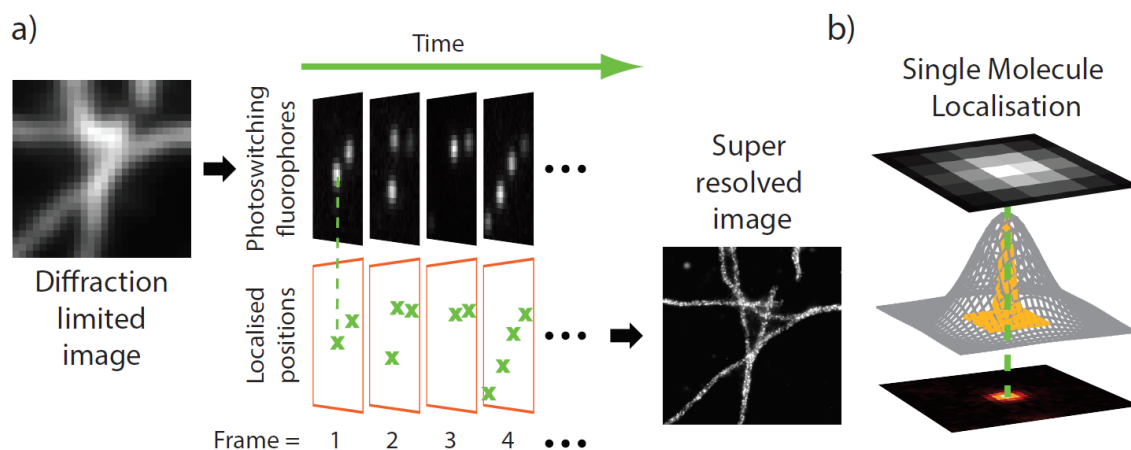 a)
Time
Photoswitching
fluorophores
Diffraction
limited
image
Localised
positions
Frame = 1 2 3 4
Super
resolved
image
b)
Single Molecule
Localisation